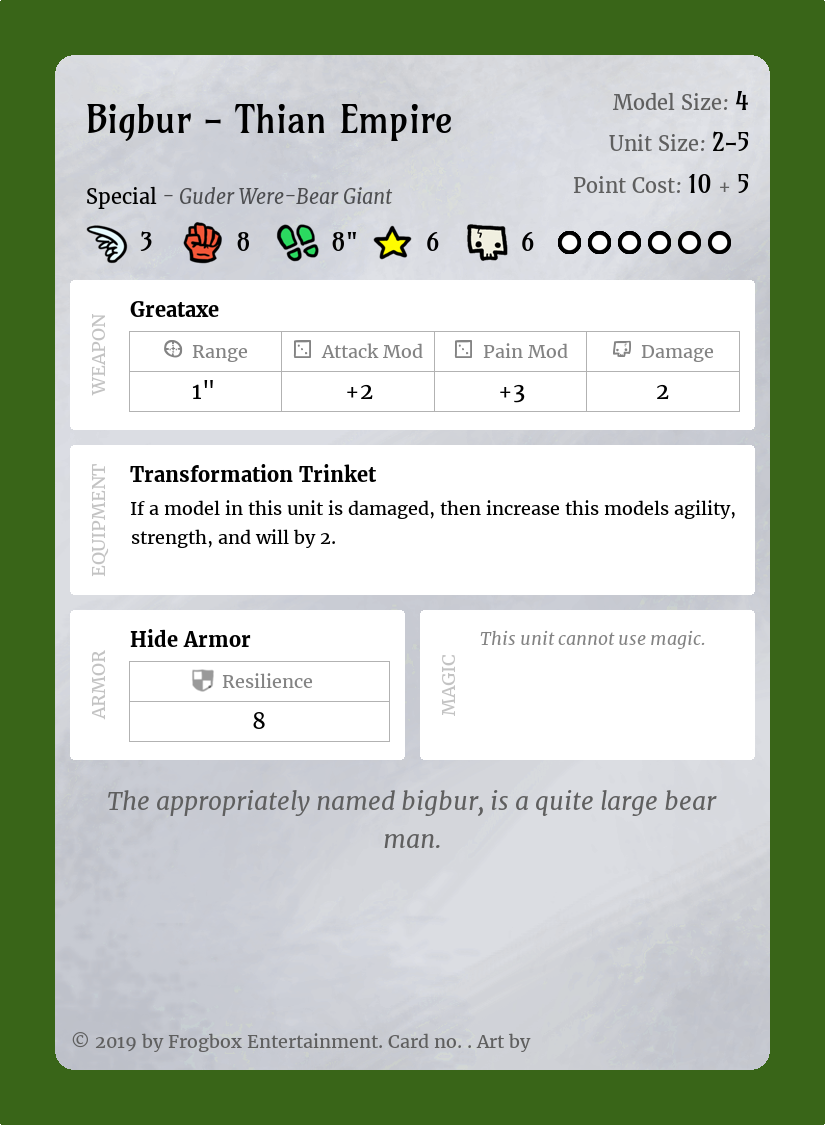 Bigbur – Thian Empire
Model Size: 4
Unit Size: 2–5
Point Cost: 10 + 5
Special – Guder Were-Bear Giant
3 8 8" 6 6
WEAPON
Greataxe
Range Attack Mod Pain Mod Damage
1" +2 +3 2
EQUIPMENT
Transformation Trinket
If a model in this unit is damaged, then increase this models agility,
strength, and will by 2.
ARMOR
Hide Armor
Resilience
8
MAGIC
This unit cannot use magic.
The appropriately named bigbur, is a quite large bear
man.
© 2019 by Frogbox Entertainment. Card no. . Art by